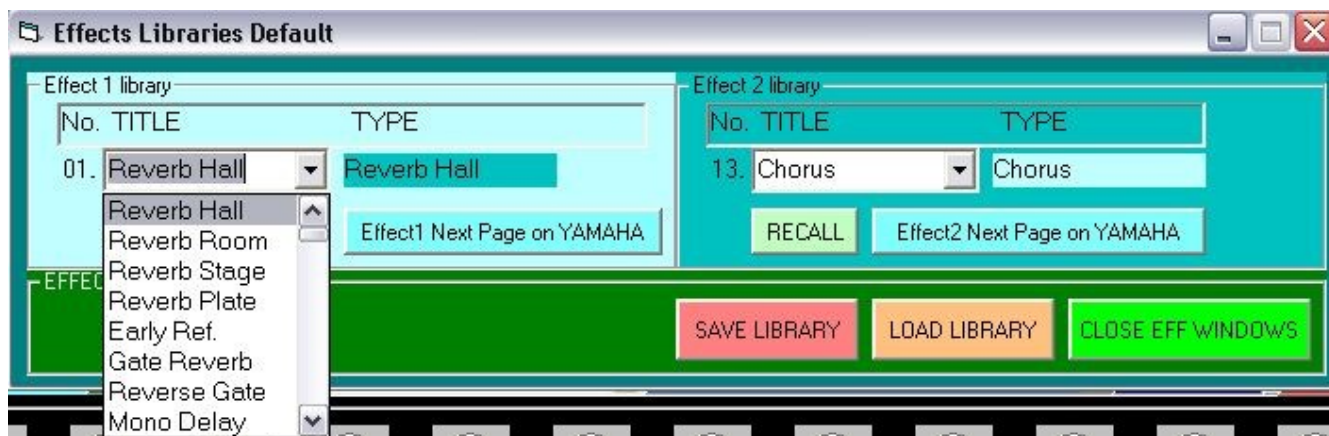 Effects Libraries Default
Effect 1 library
No. TITLE TYPE
01. Reverb Hall Reverb Hall
Reverb Hall
Reverb Room
Reverb Stage
Reverb Plate
Early Ref.
Gate Reverb
Reverse Gate
Mono Delay
Effect1 Next Page on YAMAHA
Effect 2 library
No. TITLE TYPE
13. Chorus Chorus
RECALL Effect2 Next Page on YAMAHA
SAVE LIBRARY LOAD LIBRARY CLOSE EFF WINDOWS